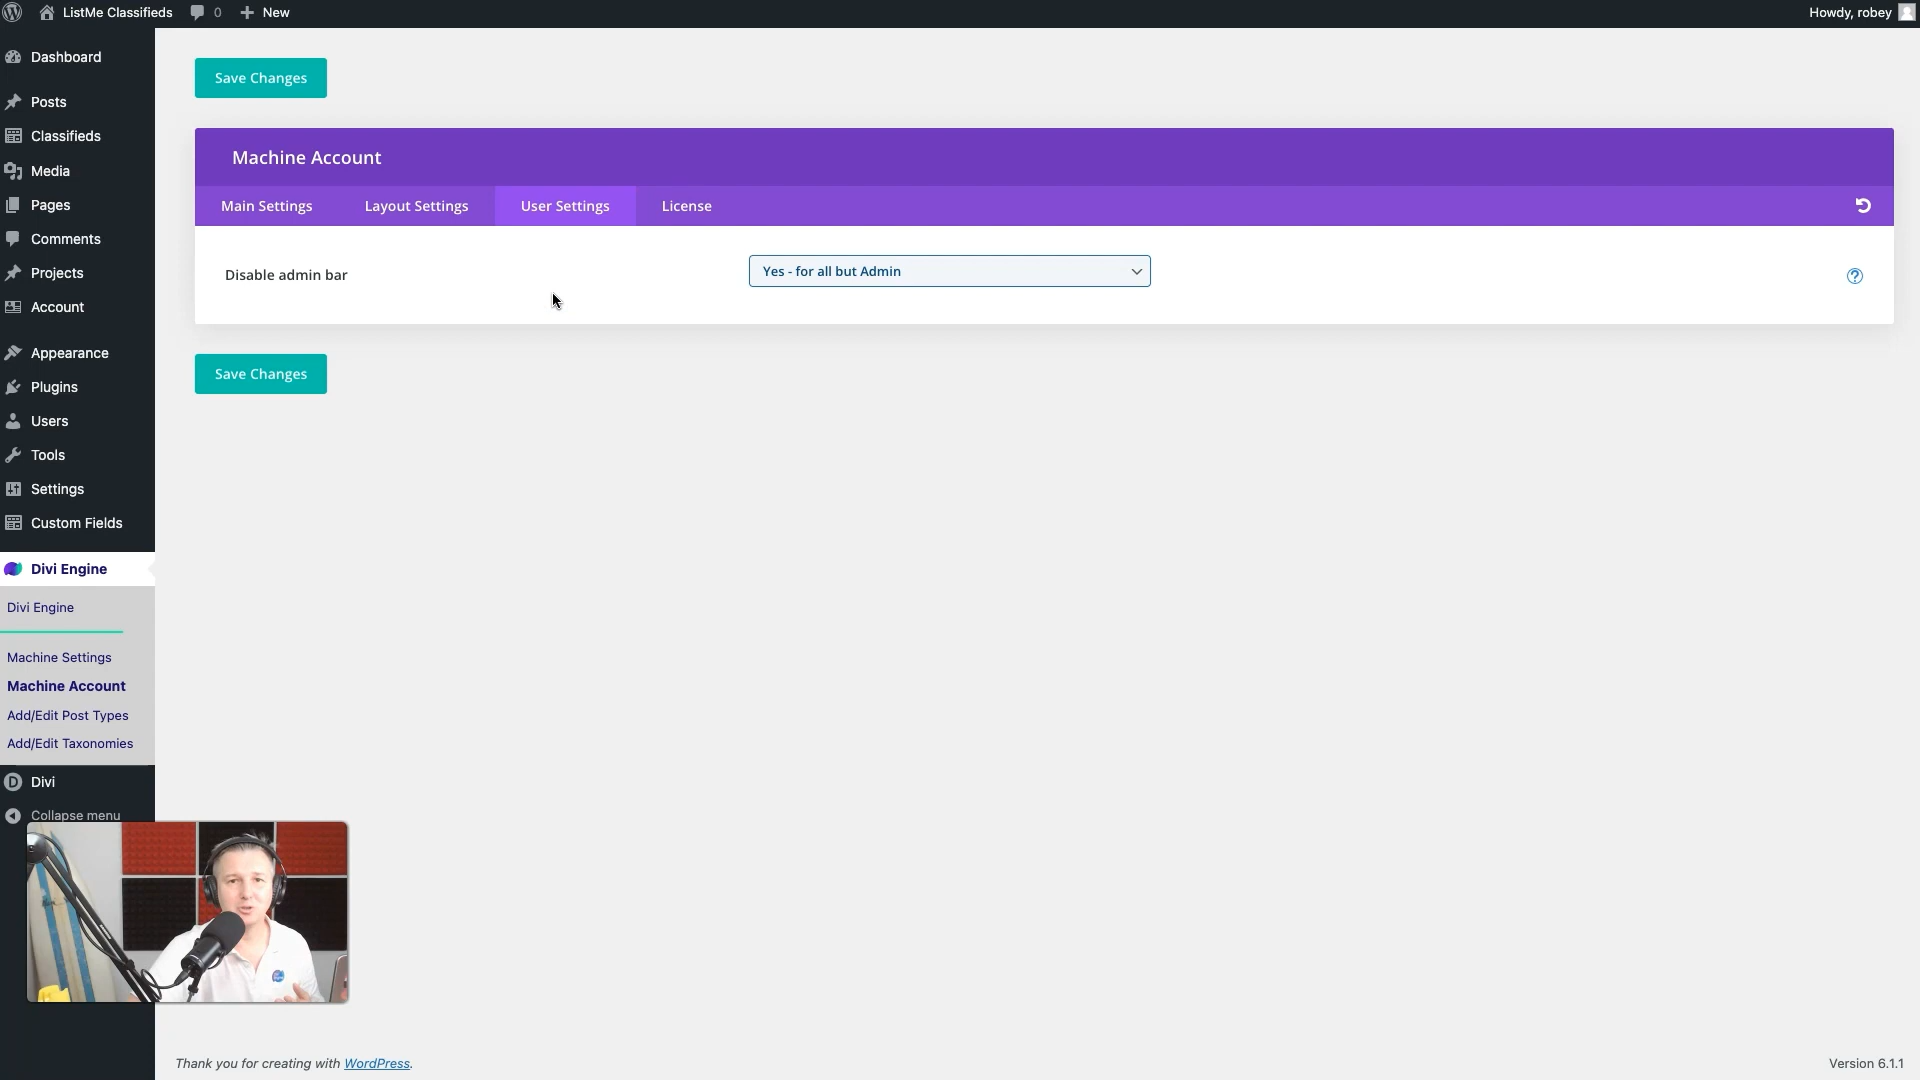 ListMe Classifieds
0
New
Howdy, robey
Dashboard
Posts
Classifieds
Media
Pages
Comments
Projects
Account
Appearance
Plugins
Users
Tools
Settings
Custom Fields
Divi Engine
Divi Engine
Machine Settings
Machine Account
Add/Edit Post Types
Add/Edit Taxonomies
Divi
Collapse menu
Save Changes
Machine Account
Main Settings
Layout Settings
User Settings
License
Disable admin bar
Yes - for all but Admin
Save Changes
Thank you for creating with WordPress.
Version 6.1.1